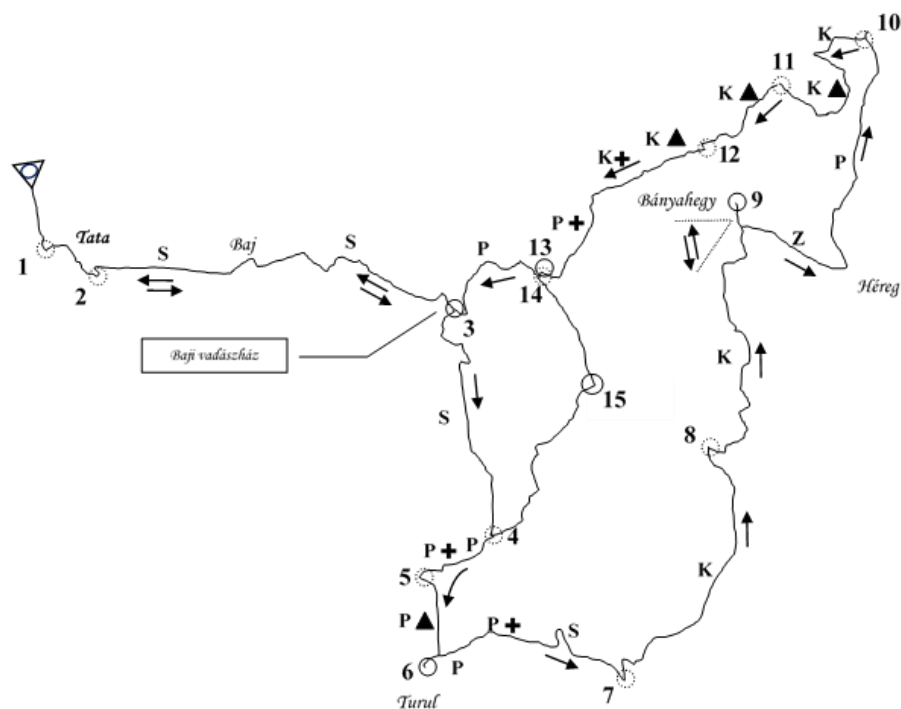 10
K
11
K ▲
K ▲
K ▲
12
K✚
P
9
Bányahegy
Tata
Baj
S
S
1
2
P ✚
P
13
14
Z
Héreg
3
Baji vadászház
K
S
15
8
4
P ✚
P
5
K
P ▲
P ✚
S
6
P
7
Turul